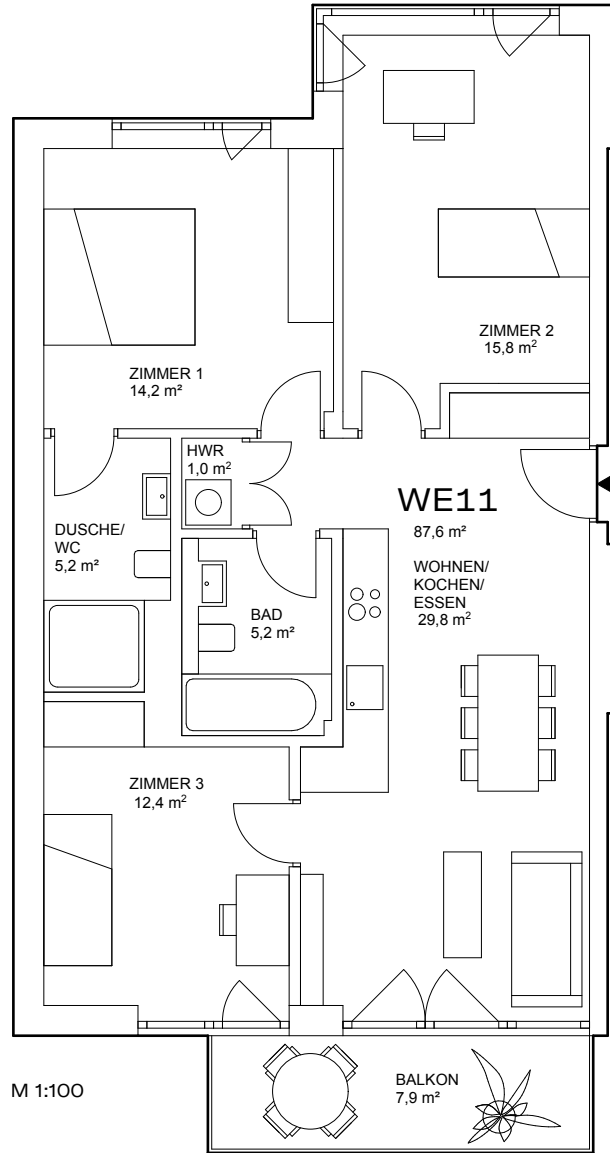 ZIMMER 2
15,8 m²
ZIMMER 1
14,2 m²
HWR
1,0 m²
WE11
87,6 m²
DUSCHE/
WC
5,2 m²
WOHNEN/
KOCHEN/
ESSEN
29,8 m²
BAD
5,2 m²
ZIMMER 3
12,4 m²
BALKON
7,9 m²
M 1:100